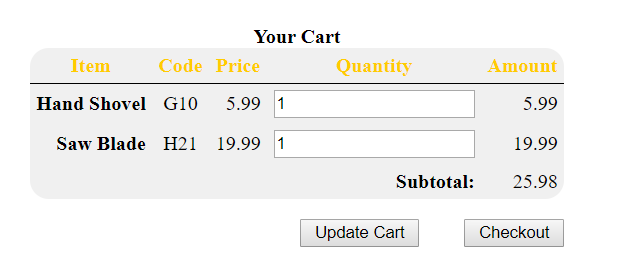 Your Cart
Item Code Price Quantity Amount
Hand Shovel G10 5.99 1 5.99
Saw Blade H21 19.99 1 19.99
Subtotal: 25.98
Update Cart Checkout